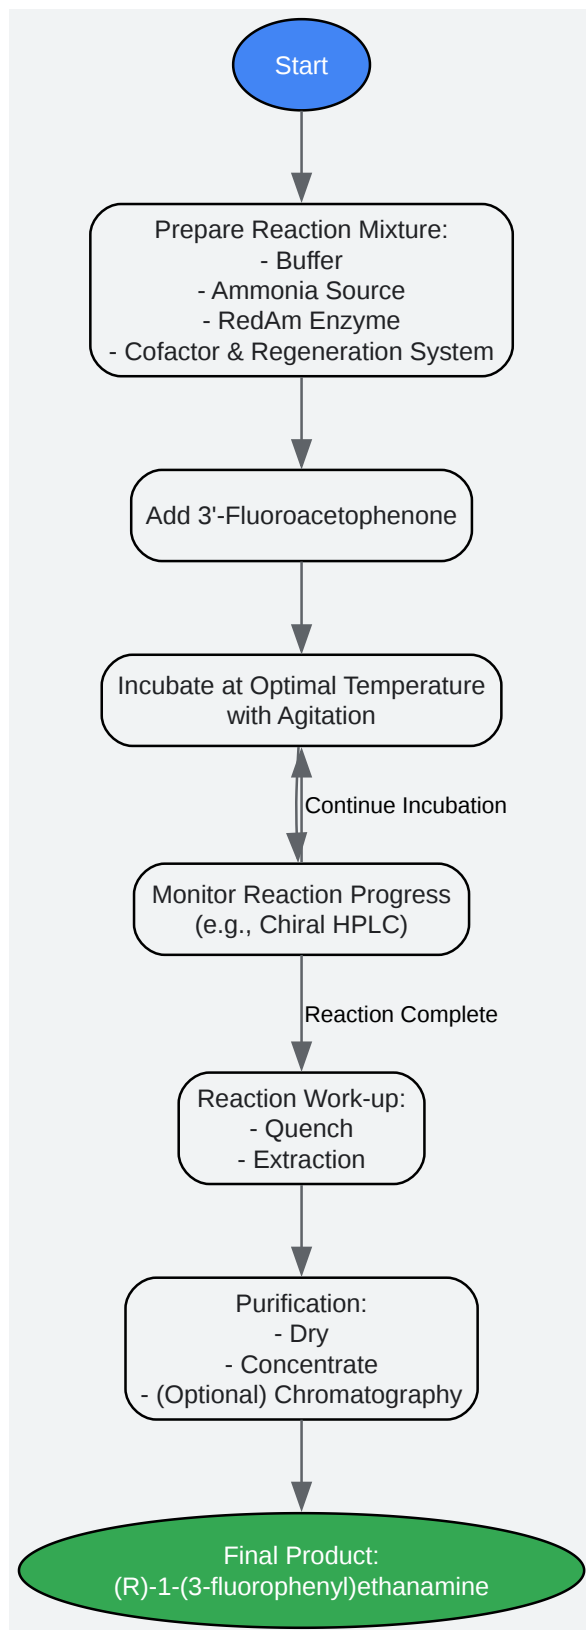 Start
Prepare Reaction Mixture:
- Buffer
- Ammonia Source
- RedAm Enzyme
- Cofactor & Regeneration System
Add 3'-Fluoroacetophenone
Incubate at Optimal Temperature
with Agitation
Continue Incubation
Monitor Reaction Progress
(e.g., Chiral HPLC)
Reaction Complete
Reaction Work-up:
- Quench
- Extraction
Purification:
- Dry
- Concentrate
- (Optional) Chromatography
Final Product:
(R)-1-(3-fluorophenyl)ethanamine